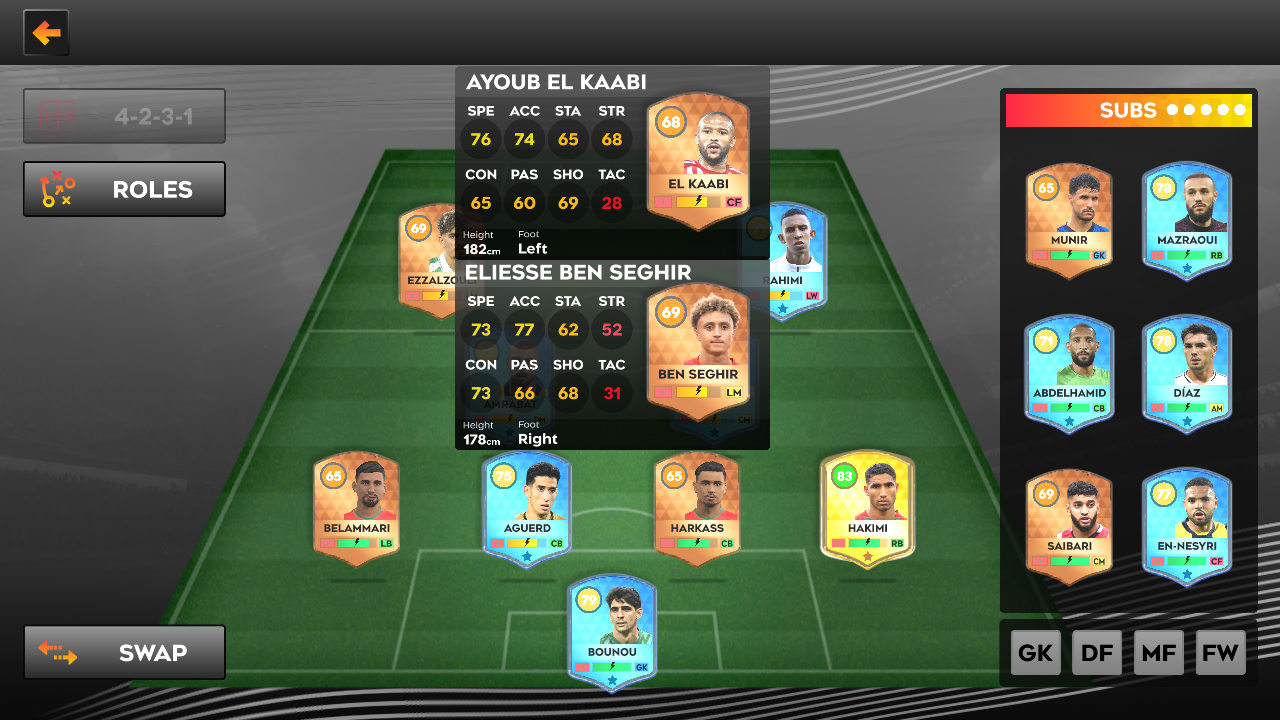 4-2-3-1
ROLES
SWAP
AYOUB EL KAABI
SPE ACC STA STR
76 74 65 68
CON PAS SHO TAC
65 60 69 28
Height Foot
182cm Left
68
EL KAABI
CF
ELIESSE BEN SEGHIR
SPE ACC STA STR
73 77 62 52
CON PAS SHO TAC
73 66 68 31
Height Foot
178cm Right
69
BEN SEGHIR
LM
69
EZZALZOULI
RAHIMI
LW
AMRABAT
DM
CM
65
BELAMMARI
LB
75
AGUERD
CB
65
HARKASS
CB
83
HAKIMI
RB
79
BOUNOU
GK
SUBS
65
MUNIR
GK
78
MAZRAOUI
RB
71
ABDELHAMID
CB
78
DÍAZ
AM
69
SAIBARI
CM
77
EN-NESYRI
CF
GK DF MF FW